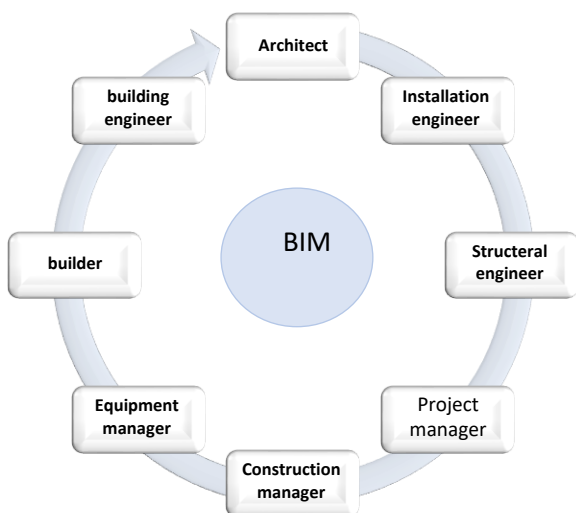 Architect
Installation
engineer
Structeral
engineer
Project
manager
Construction
manager
Equipment
manager
builder
building
engineer
BIM